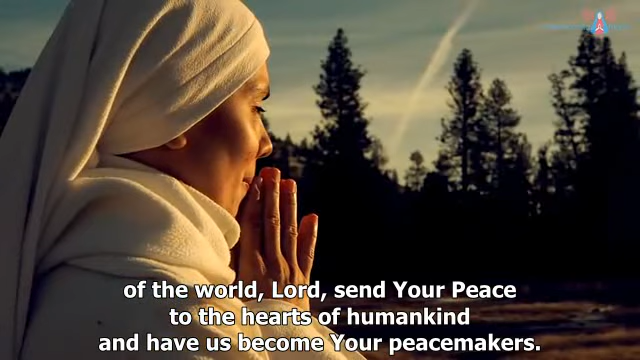 of the world, Lord, send Your Peace
to the hearts of humankind
and have us become Your peacemakers.